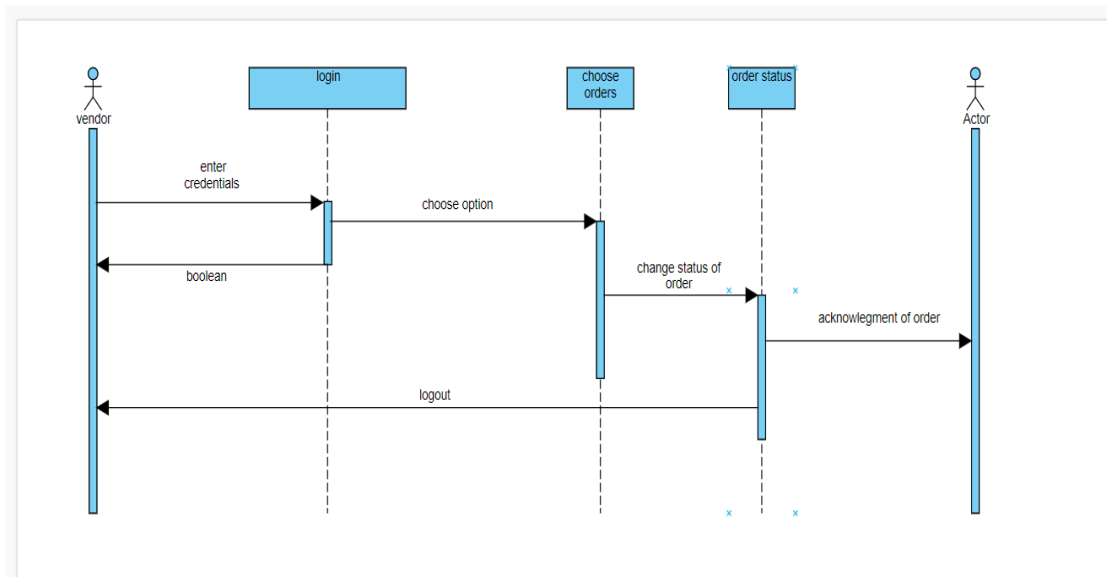 login
choose
orders
order status
vendor
Actor
enter
credentials
choose option
boolean
change status of
order
acknowlegment of order
logout